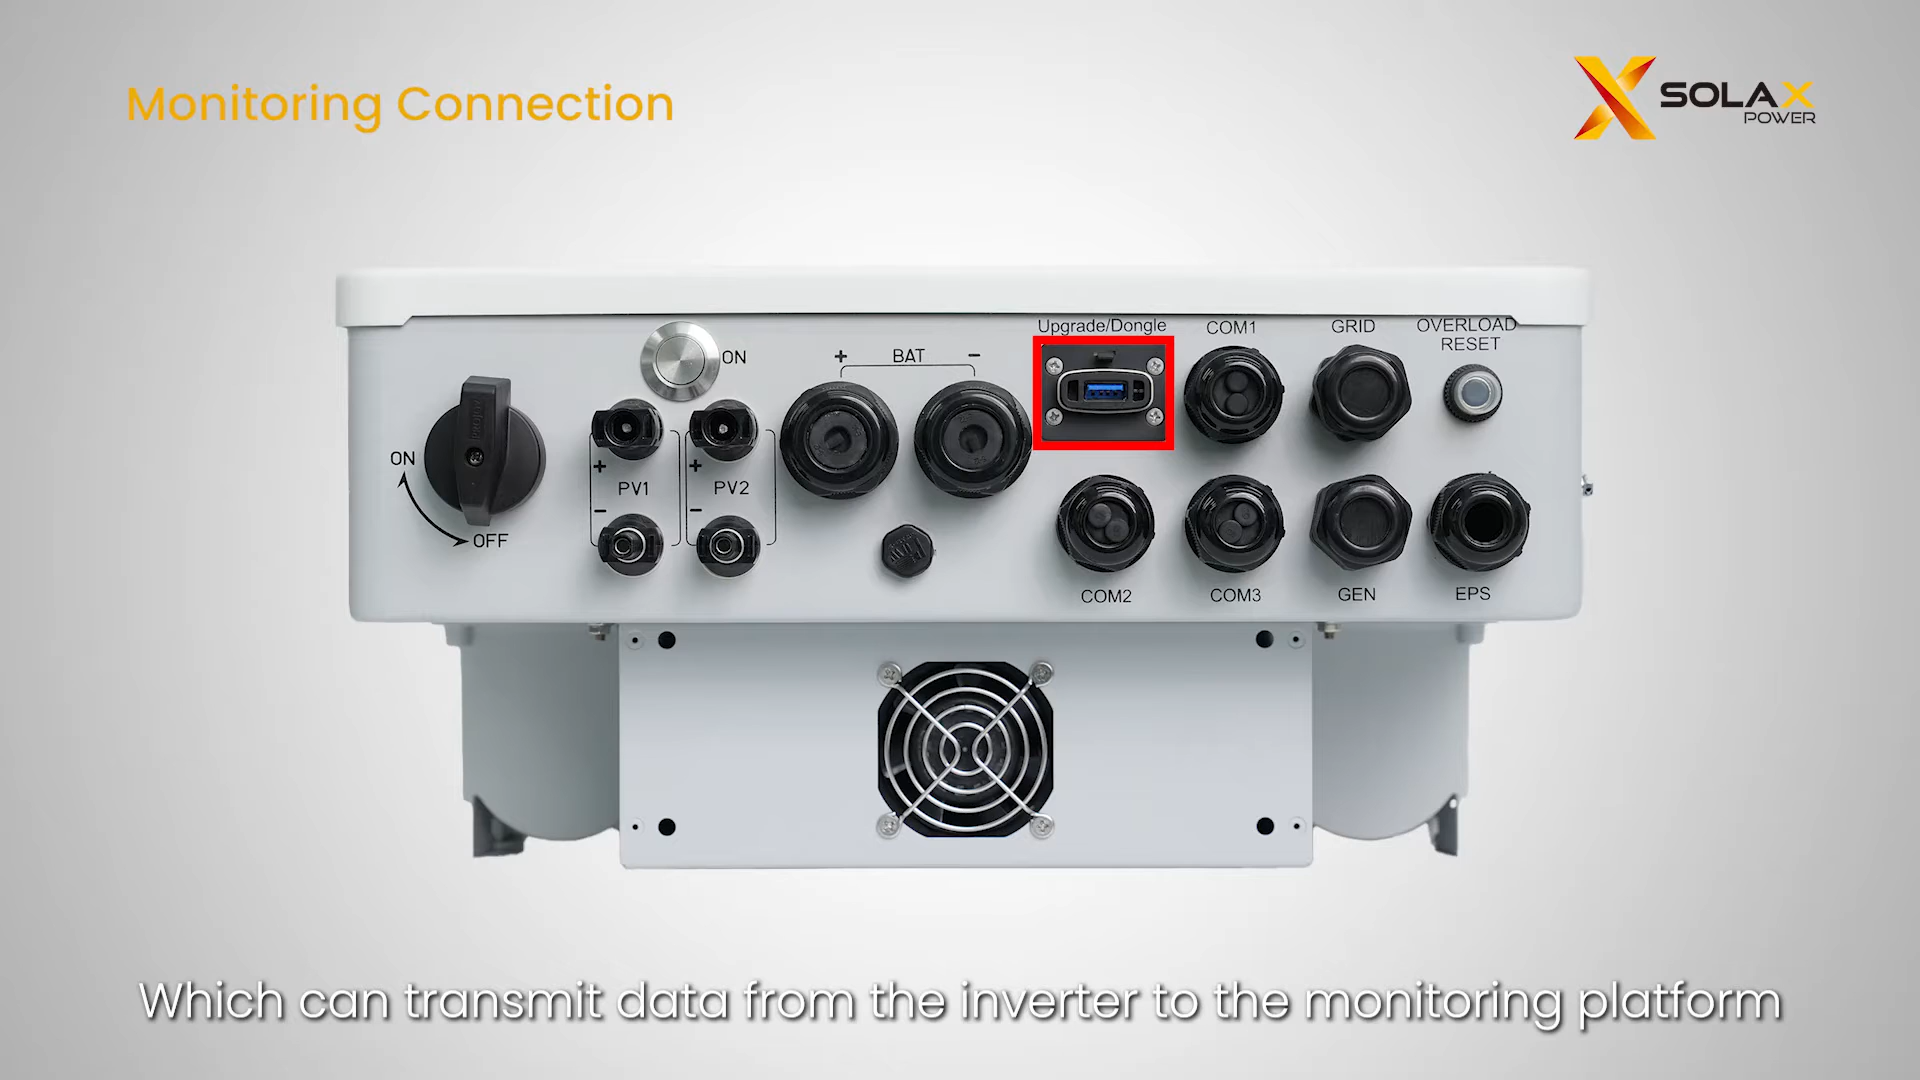 Monitoring Connection
SOLAX
POWER
Upgrade/Dongle
COM1
GRID
OVERLOAD
RESET
ON
+ BAT −
ON
OFF
+
PV1
−
+
PV2
−
COM2
COM3
GEN
EPS
Which can transmit data from the inverter to the monitoring platform